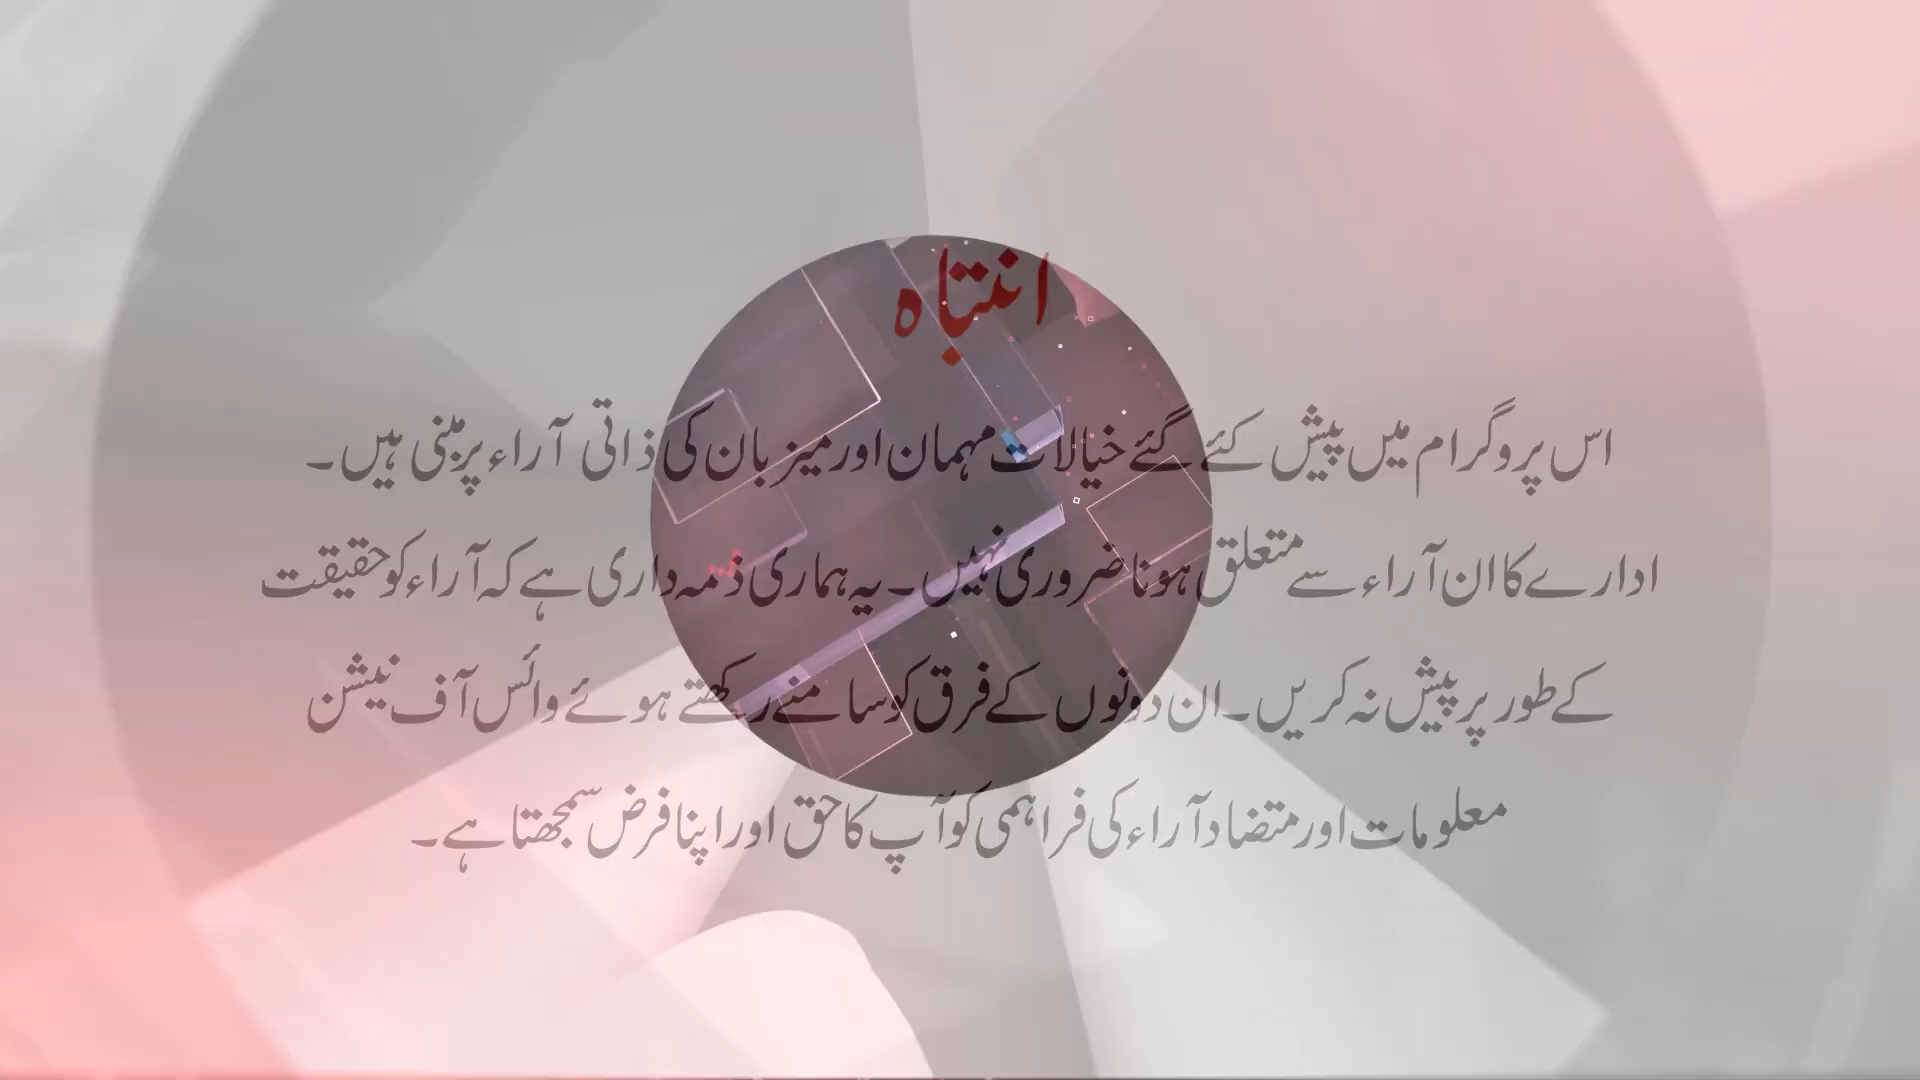 انتباہ
اس پروگرام میں پیش کئے گئے خیالات مہمان اور میزبان کی ذاتی آراء پر مبنی ہیں۔
ادارے کا ان آراء سے متعلق ہونا ضروری نہیں۔ یہ ہماری ذمہ داری ہے کہ آراء کو حقیقت
کے طور پر پیش نہ کریں۔ ان دونوں کے فرق کو سامنے رکھتے ہوئے وائس آف نیشن
معلومات اور متضاد آراء کی فراہمی کو آپ کا حق اور اپنا فرض سمجھتا ہے۔